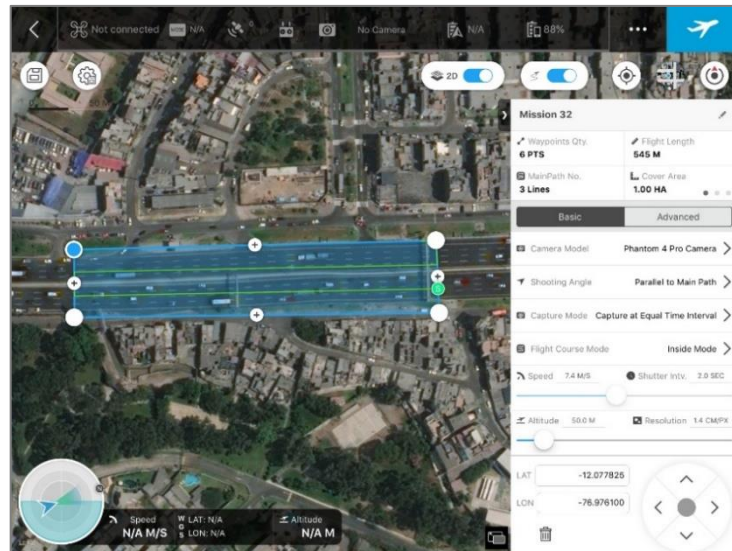 Not connected N/A No Camera N/A 88%
2D
Mission 32
Waypoints Qty. Flight Length
6 PTS 545 M
MainPath No. Cover Area
3 Lines 1.00 HA
Basic Advanced
Camera Model Phantom 4 Pro Camera
Shooting Angle Parallel to Main Path
Capture Mode Capture at Equal Time Interval
Flight Course Mode Inside Mode
Speed 7.4 M/S Shutter Intv. 2.0 SEC
Altitude 50.0 M Resolution 1.4 CM/PX
S
LAT -12.077825
LON -76.976100
Speed WGS LAT: N/A Altitude
N/A M/S LON: N/A N/A M